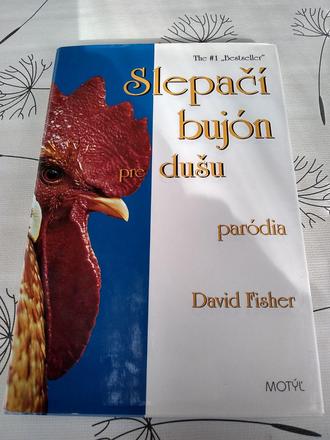 The #1 „Bestseller"
Slepačí
bujón
pre dušu
paródia
David Fisher
MOTÝĽ